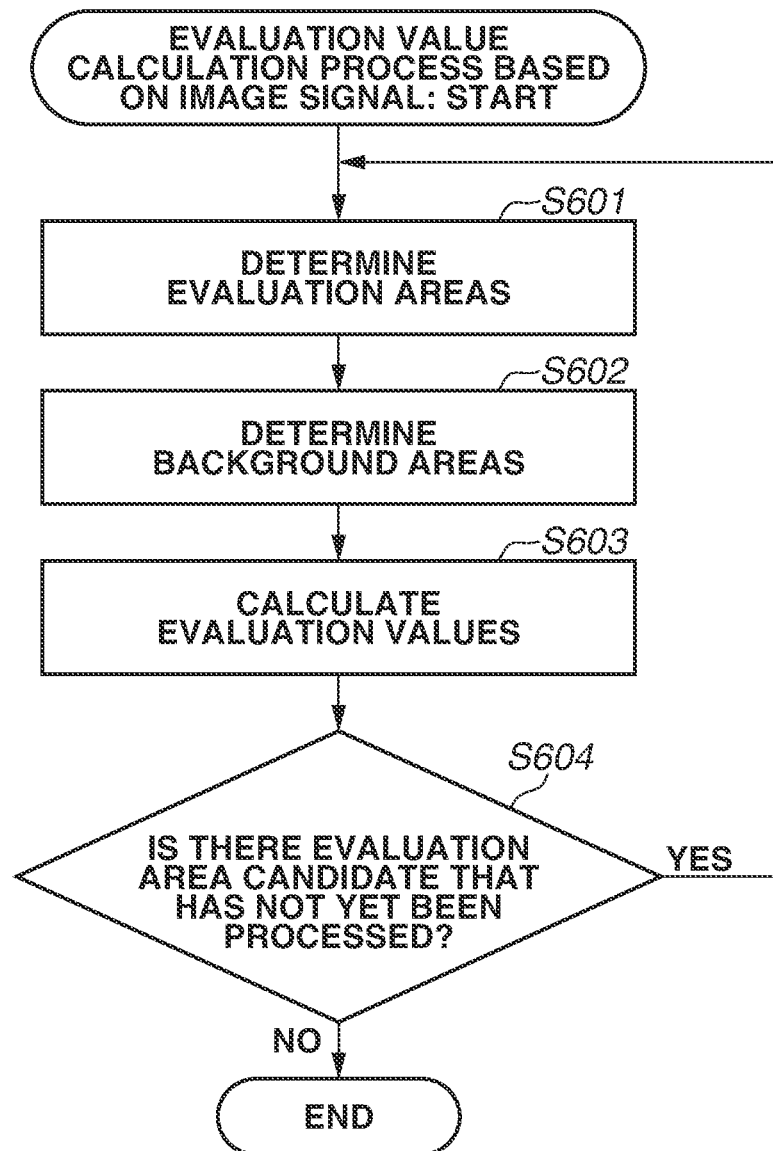 EVALUATION VALUE
CALCULATION PROCESS BASED
ON IMAGE SIGNAL: START
S601
DETERMINE
EVALUATION AREAS
S602
DETERMINE
BACKGROUND AREAS
S603
CALCULATE
EVALUATION VALUES
S604
IS THERE EVALUATION
AREA CANDIDATE THAT
HAS NOT YET BEEN
PROCESSED?
YES
NO
END